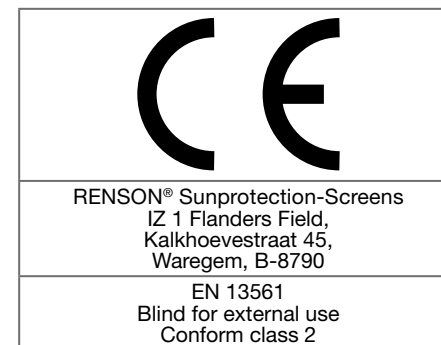 CE
RENSON® Sunprotection-Screens
IZ 1 Flanders Field,
Kalkhoevestraat 45,
Waregem, B-8790
EN 13561
Blind for external use
Conform class 2